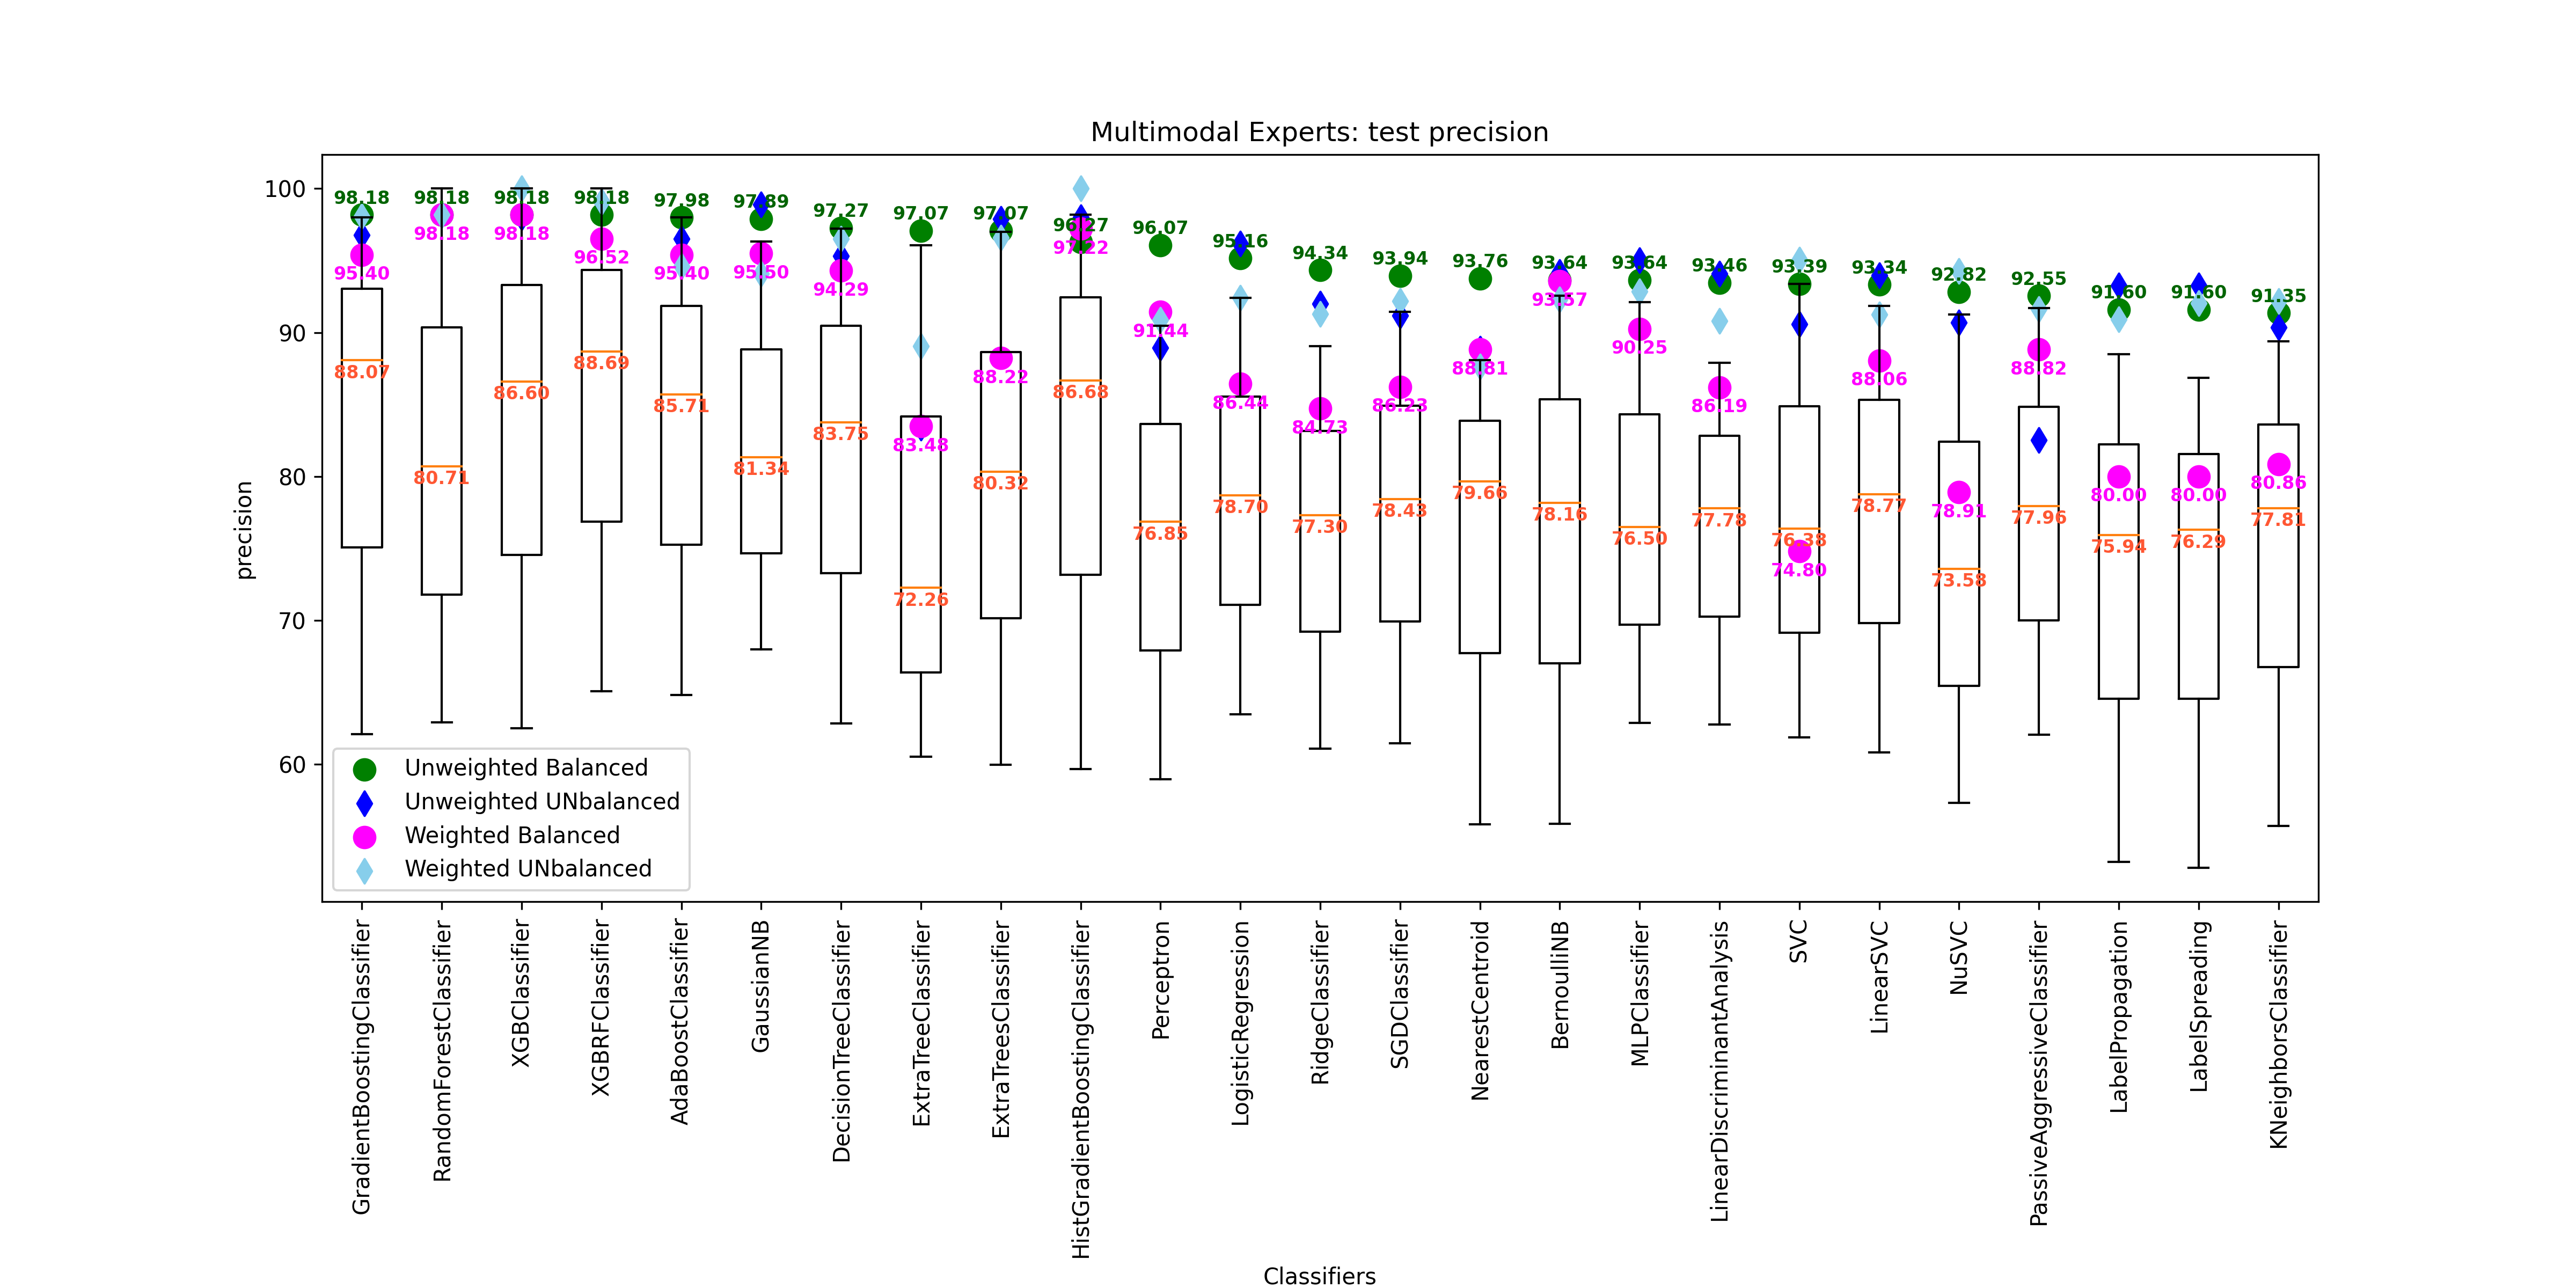 Multimodal Experts: test precision
precision
100
90
80
70
60
98.18 98.18 98.18 98.18 97.98 97.89 97.27 97.07 97.07 96.27 96.07 95.16 94.34 93.94 93.76 93.64 93.64 93.46 93.39 93.34 92.82 92.55 91.60 91.60 91.35
95.40 98.18 98.18 96.52 95.40 95.50 94.29 83.48 88.22 97.22 91.44 86.44 84.73 86.23 88.81 93.57 90.25 86.19 74.80 88.06 78.91 88.82 80.00 80.00 80.86
88.07 80.71 86.60 88.69 85.71 81.34 83.75 72.26 80.32 86.68 76.85 78.70 77.30 78.43 79.66 78.16 76.50 77.78 76.38 78.77 73.58 77.96 75.94 76.29 77.81
Unweighted Balanced
Unweighted UNbalanced
Weighted Balanced
Weighted UNbalanced
GradientBoostingClassifier
RandomForestClassifier
XGBClassifier
XGBRFClassifier
AdaBoostClassifier
GaussianNB
DecisionTreeClassifier
ExtraTreeClassifier
ExtraTreesClassifier
HistGradientBoostingClassifier
Perceptron
LogisticRegression
RidgeClassifier
SGDClassifier
NearestCentroid
BernoulliNB
MLPClassifier
LinearDiscriminantAnalysis
SVC
LinearSVC
NuSVC
PassiveAggressiveClassifier
LabelPropagation
LabelSpreading
KNeighborsClassifier
Classifiers